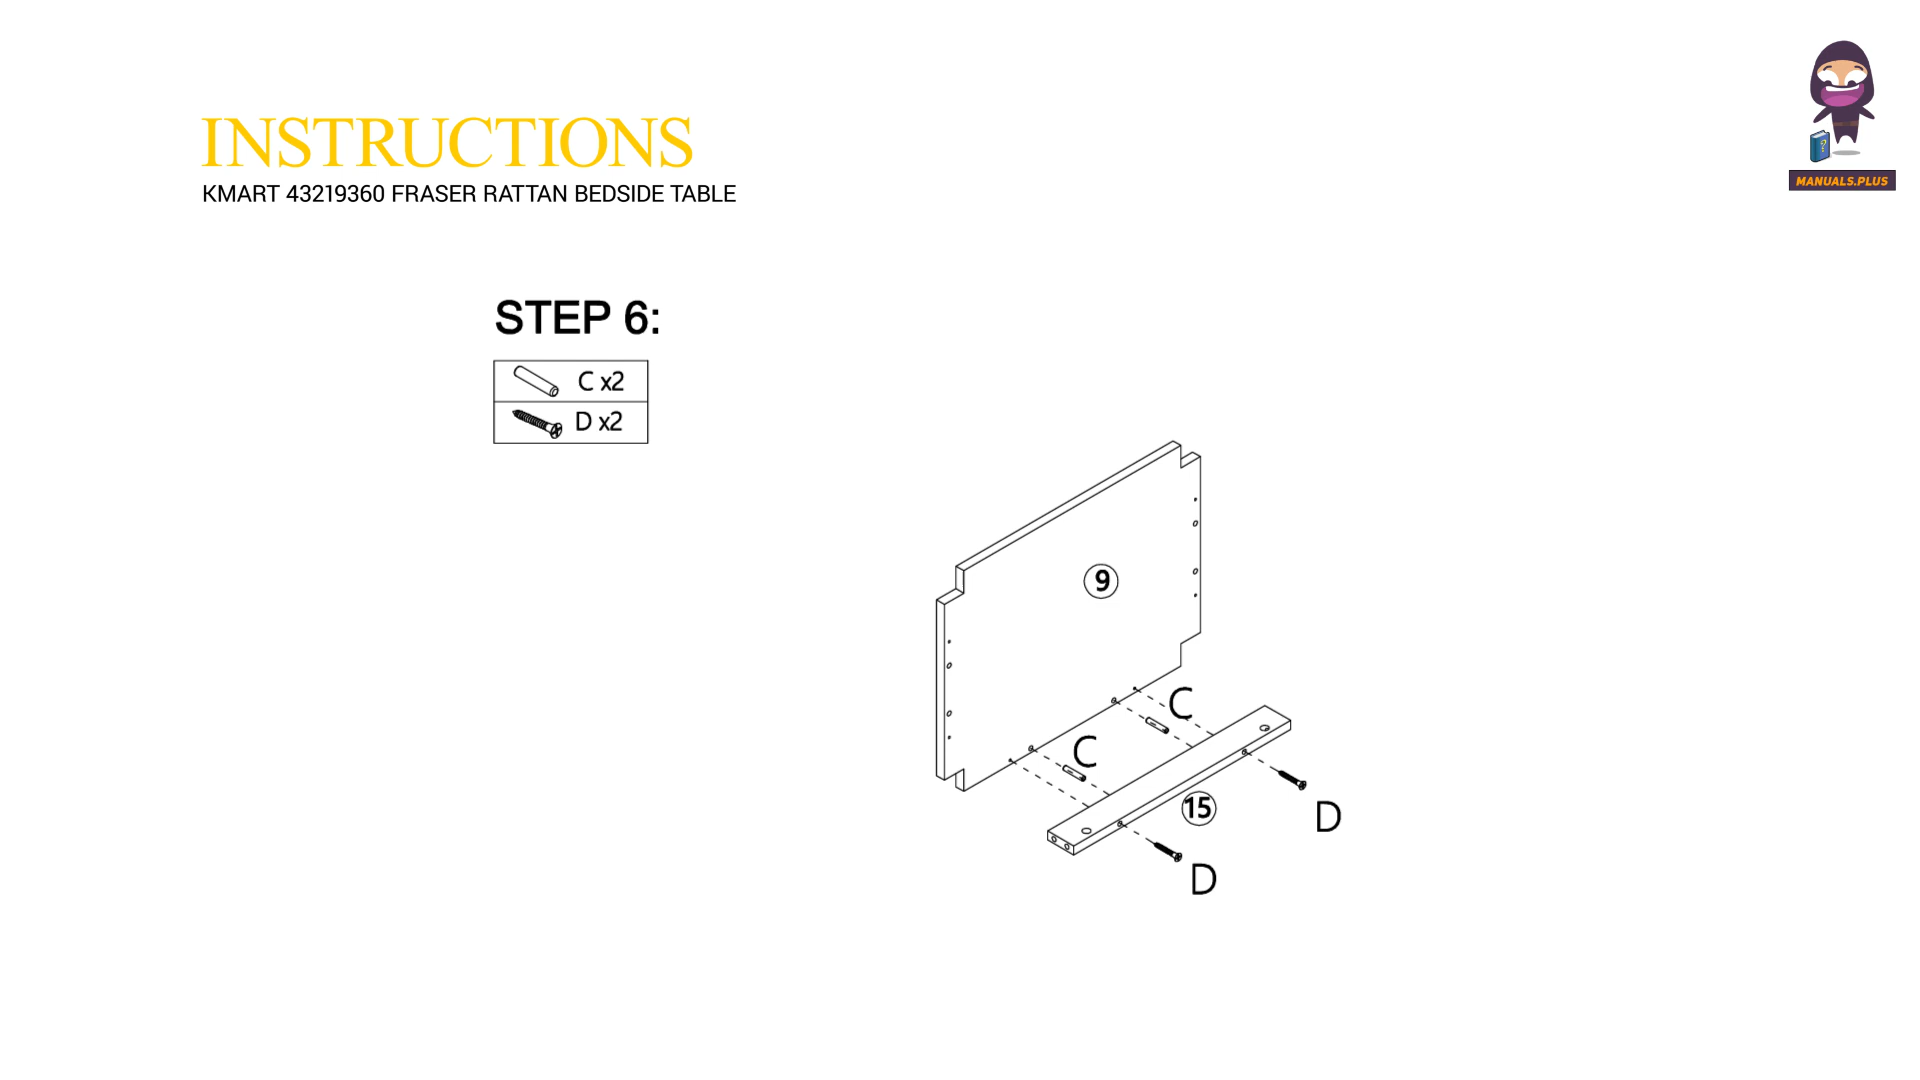 INSTRUCTIONS
KMART 43219360 FRASER RATTAN BEDSIDE TABLE
?
MANUALS.PLUS
STEP 6:
C x2
D x2
9
C
C
15
D
D